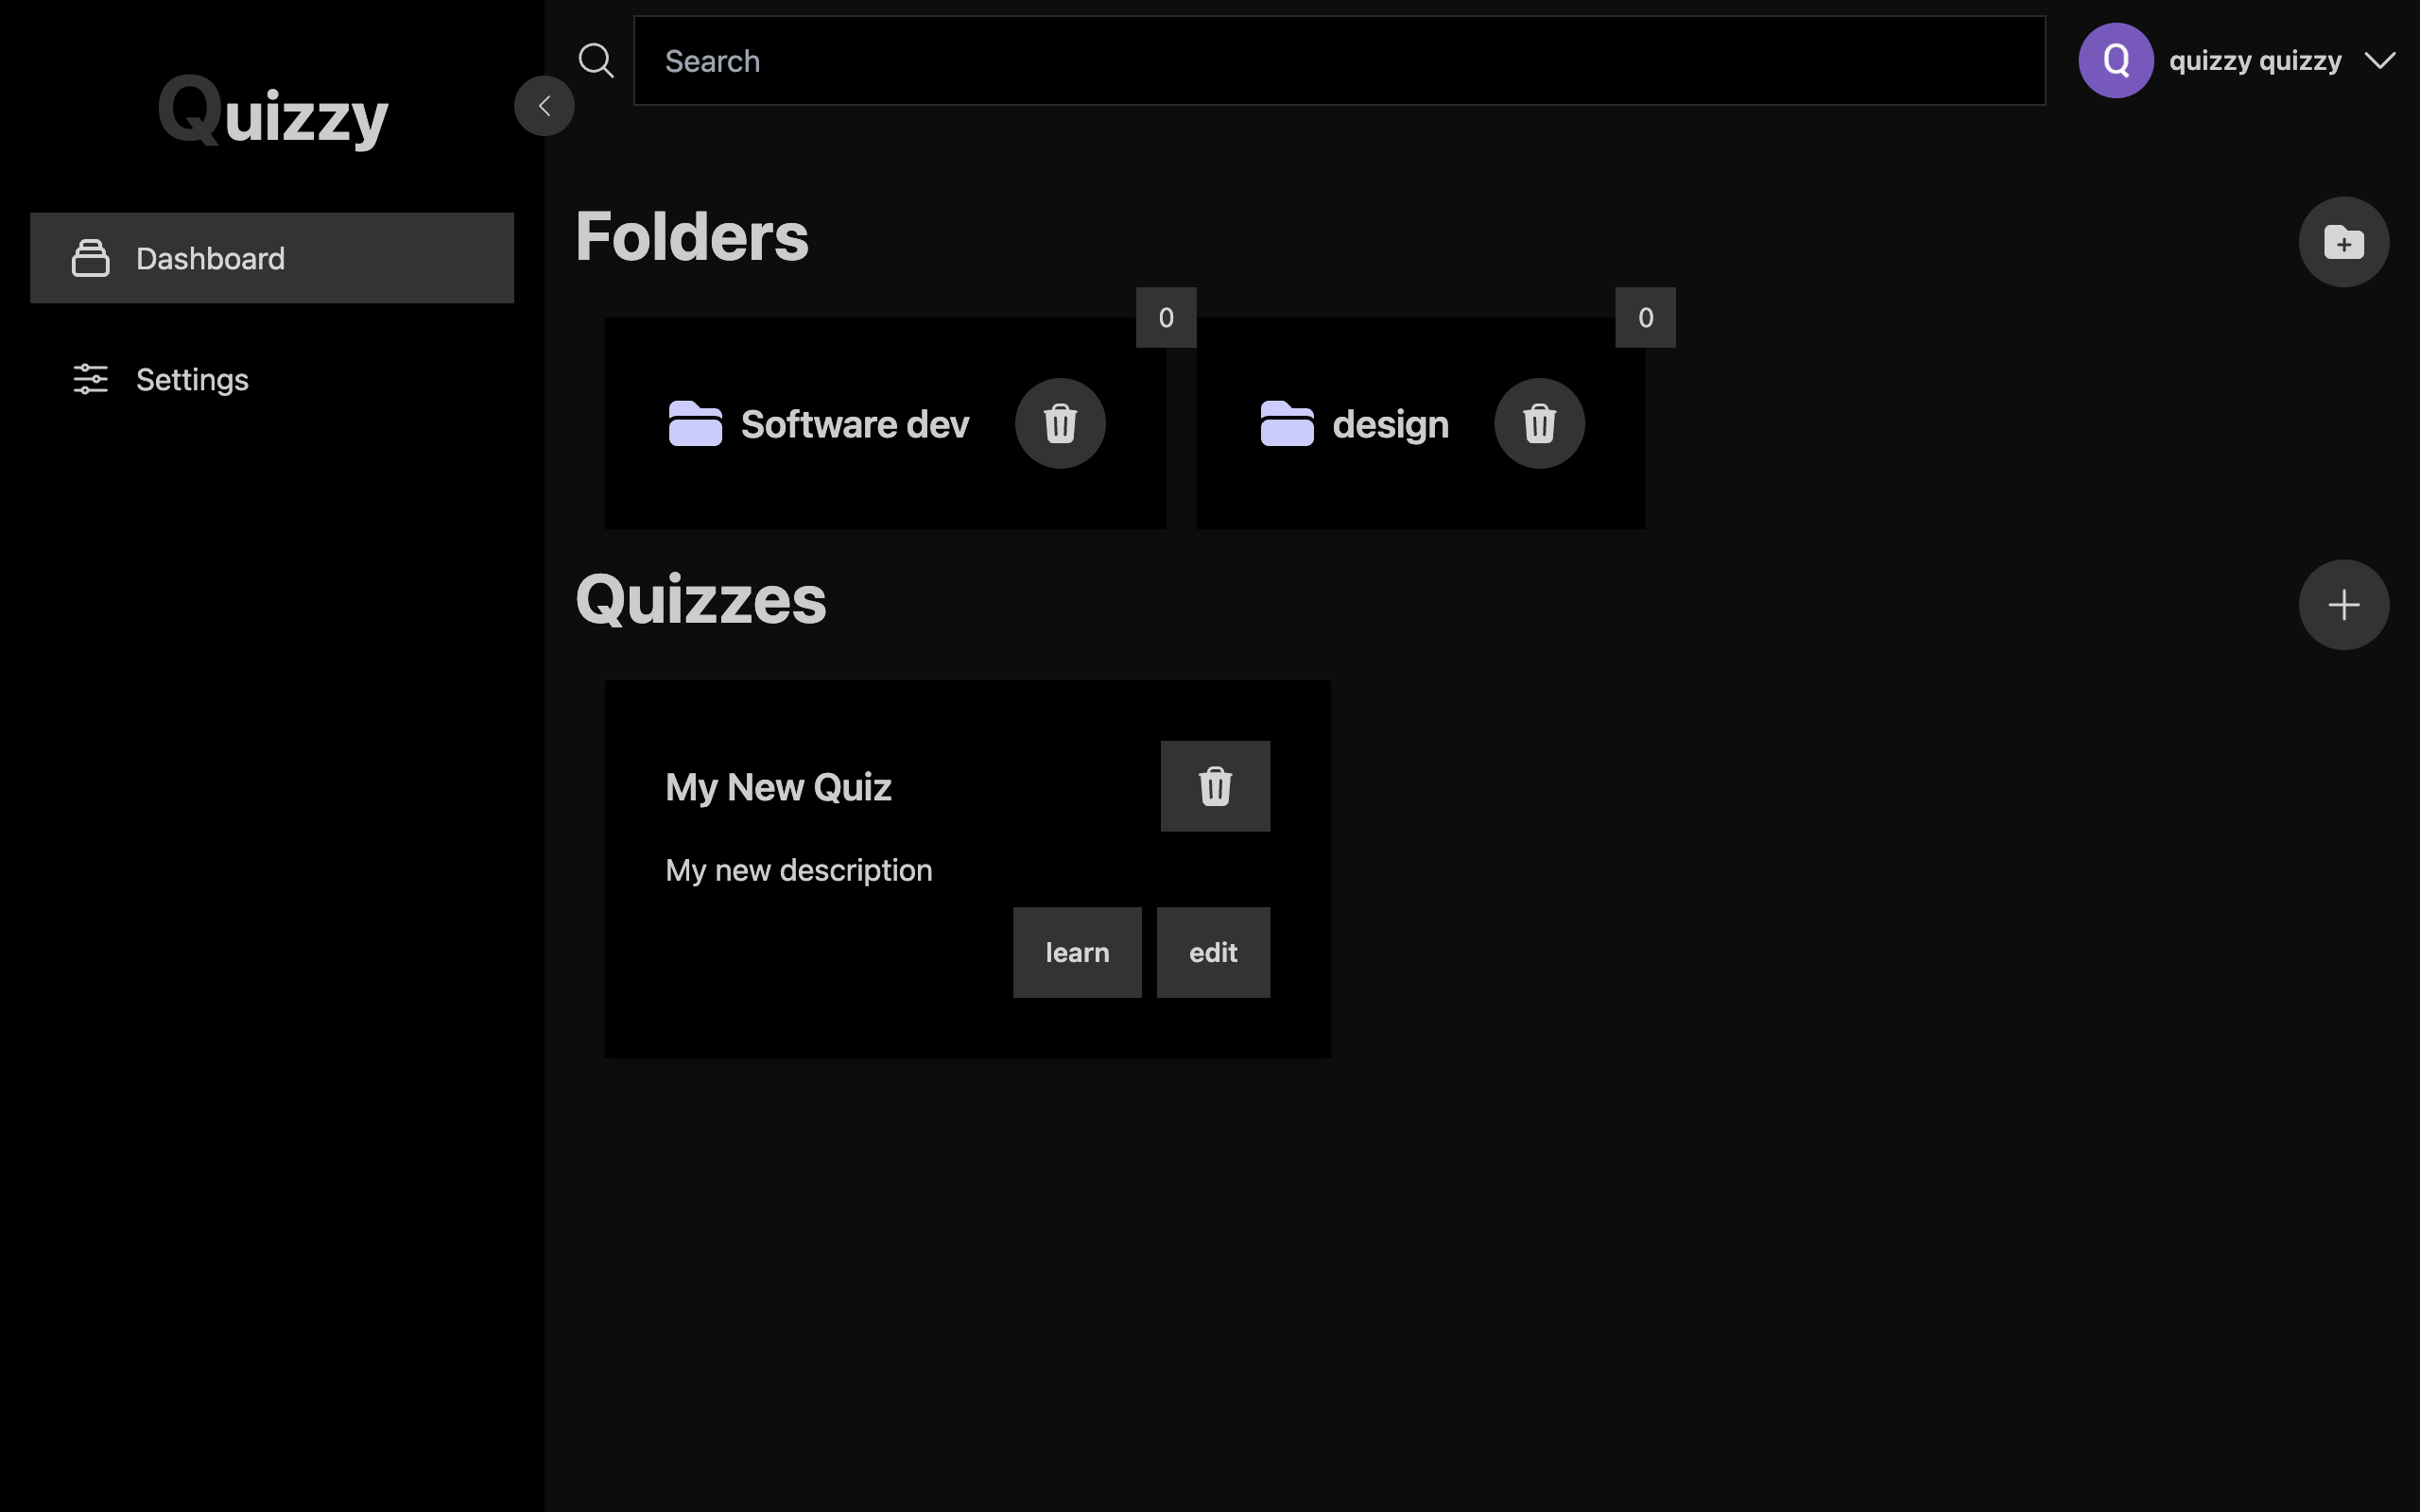 Quizzy
Dashboard
Settings
Search
Q
quizzy quizzy
Folders
0
0
Software dev
design
Quizzes
My New Quiz
My new description
learn
edit